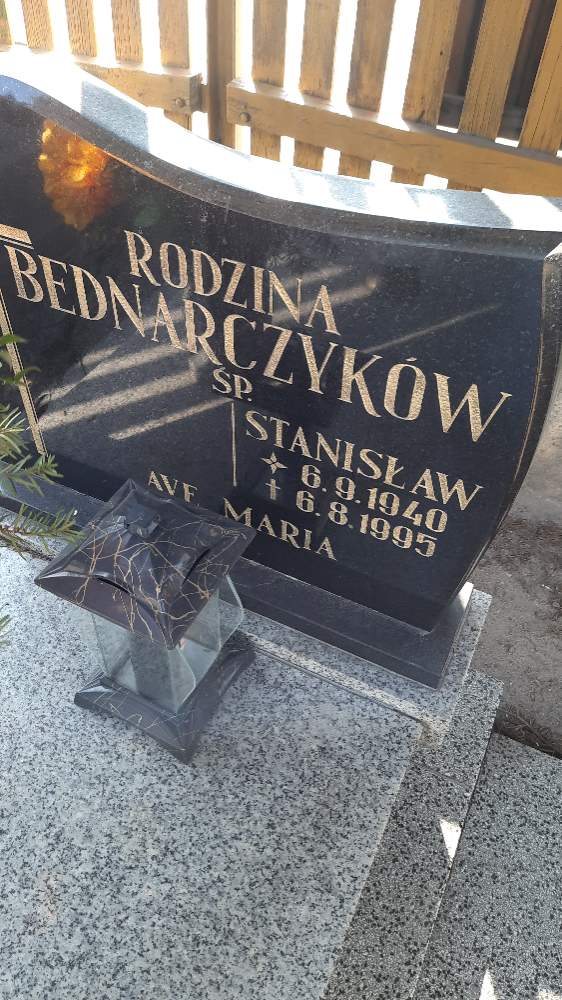 RODZINA
BEDNARCZYKÓW
ŚP.
STANISŁAW
6.9.1940
6.8.1995
AVE MARIA